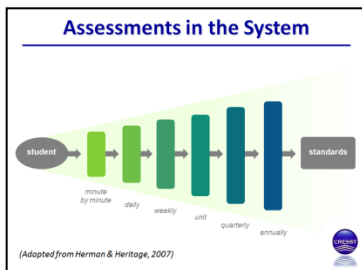 Assessments in the System
student
standards
minute
by minute
daily
weekly
unit
quarterly
annually
(Adapted from Herman & Heritage, 2007)
CRESST